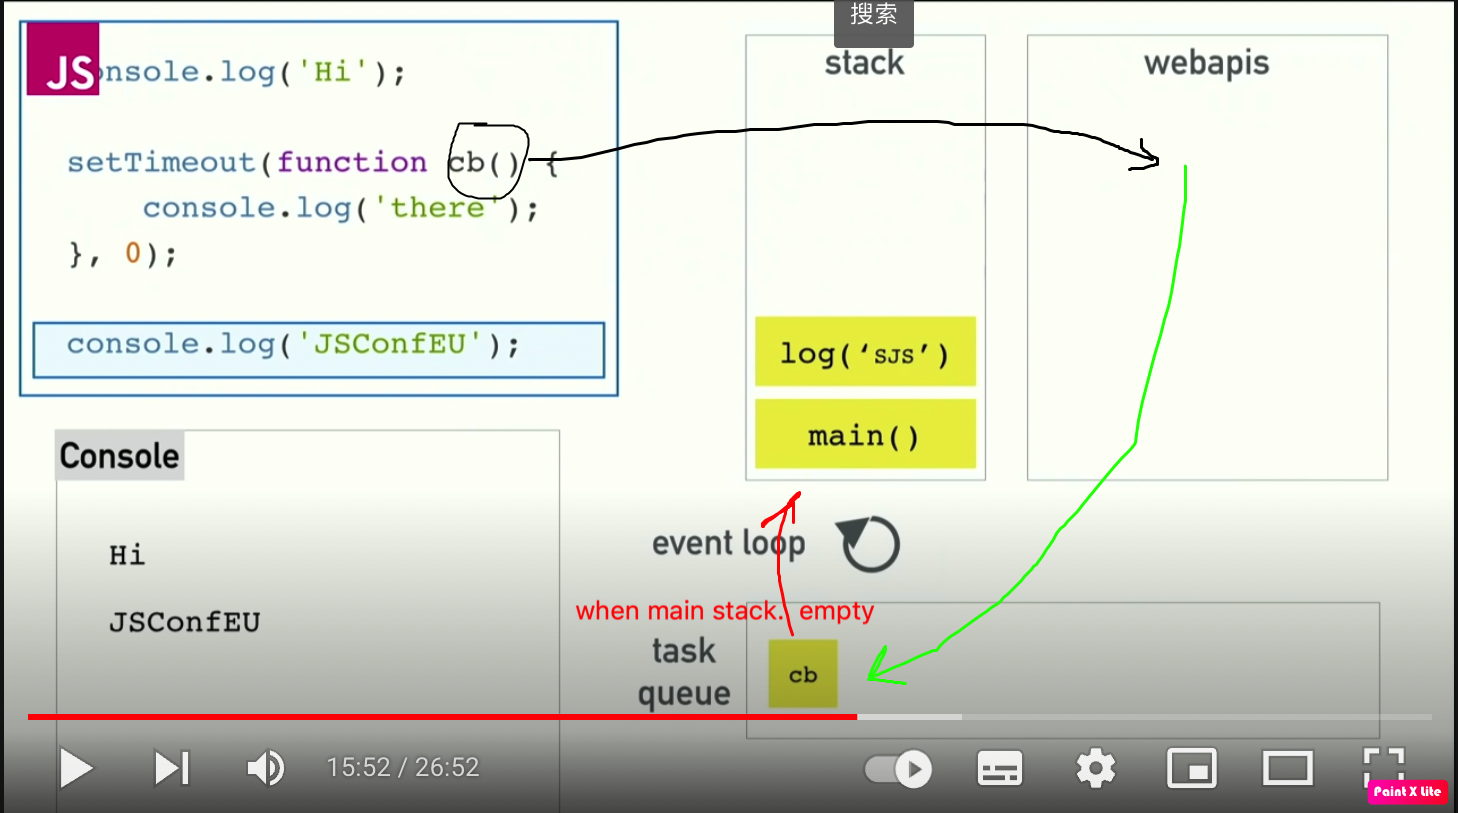 搜索
JS
onsole.log('Hi');
setTimeout(function cb() {
console.log('there');
}, 0);
console.log('JSConfEU');
stack
log('SJS')
main()
webapis
Console
Hi
JSConfEU
event loop
when main stack. empty
task
queue
cb
15:52 / 26:52
Paint X Lite